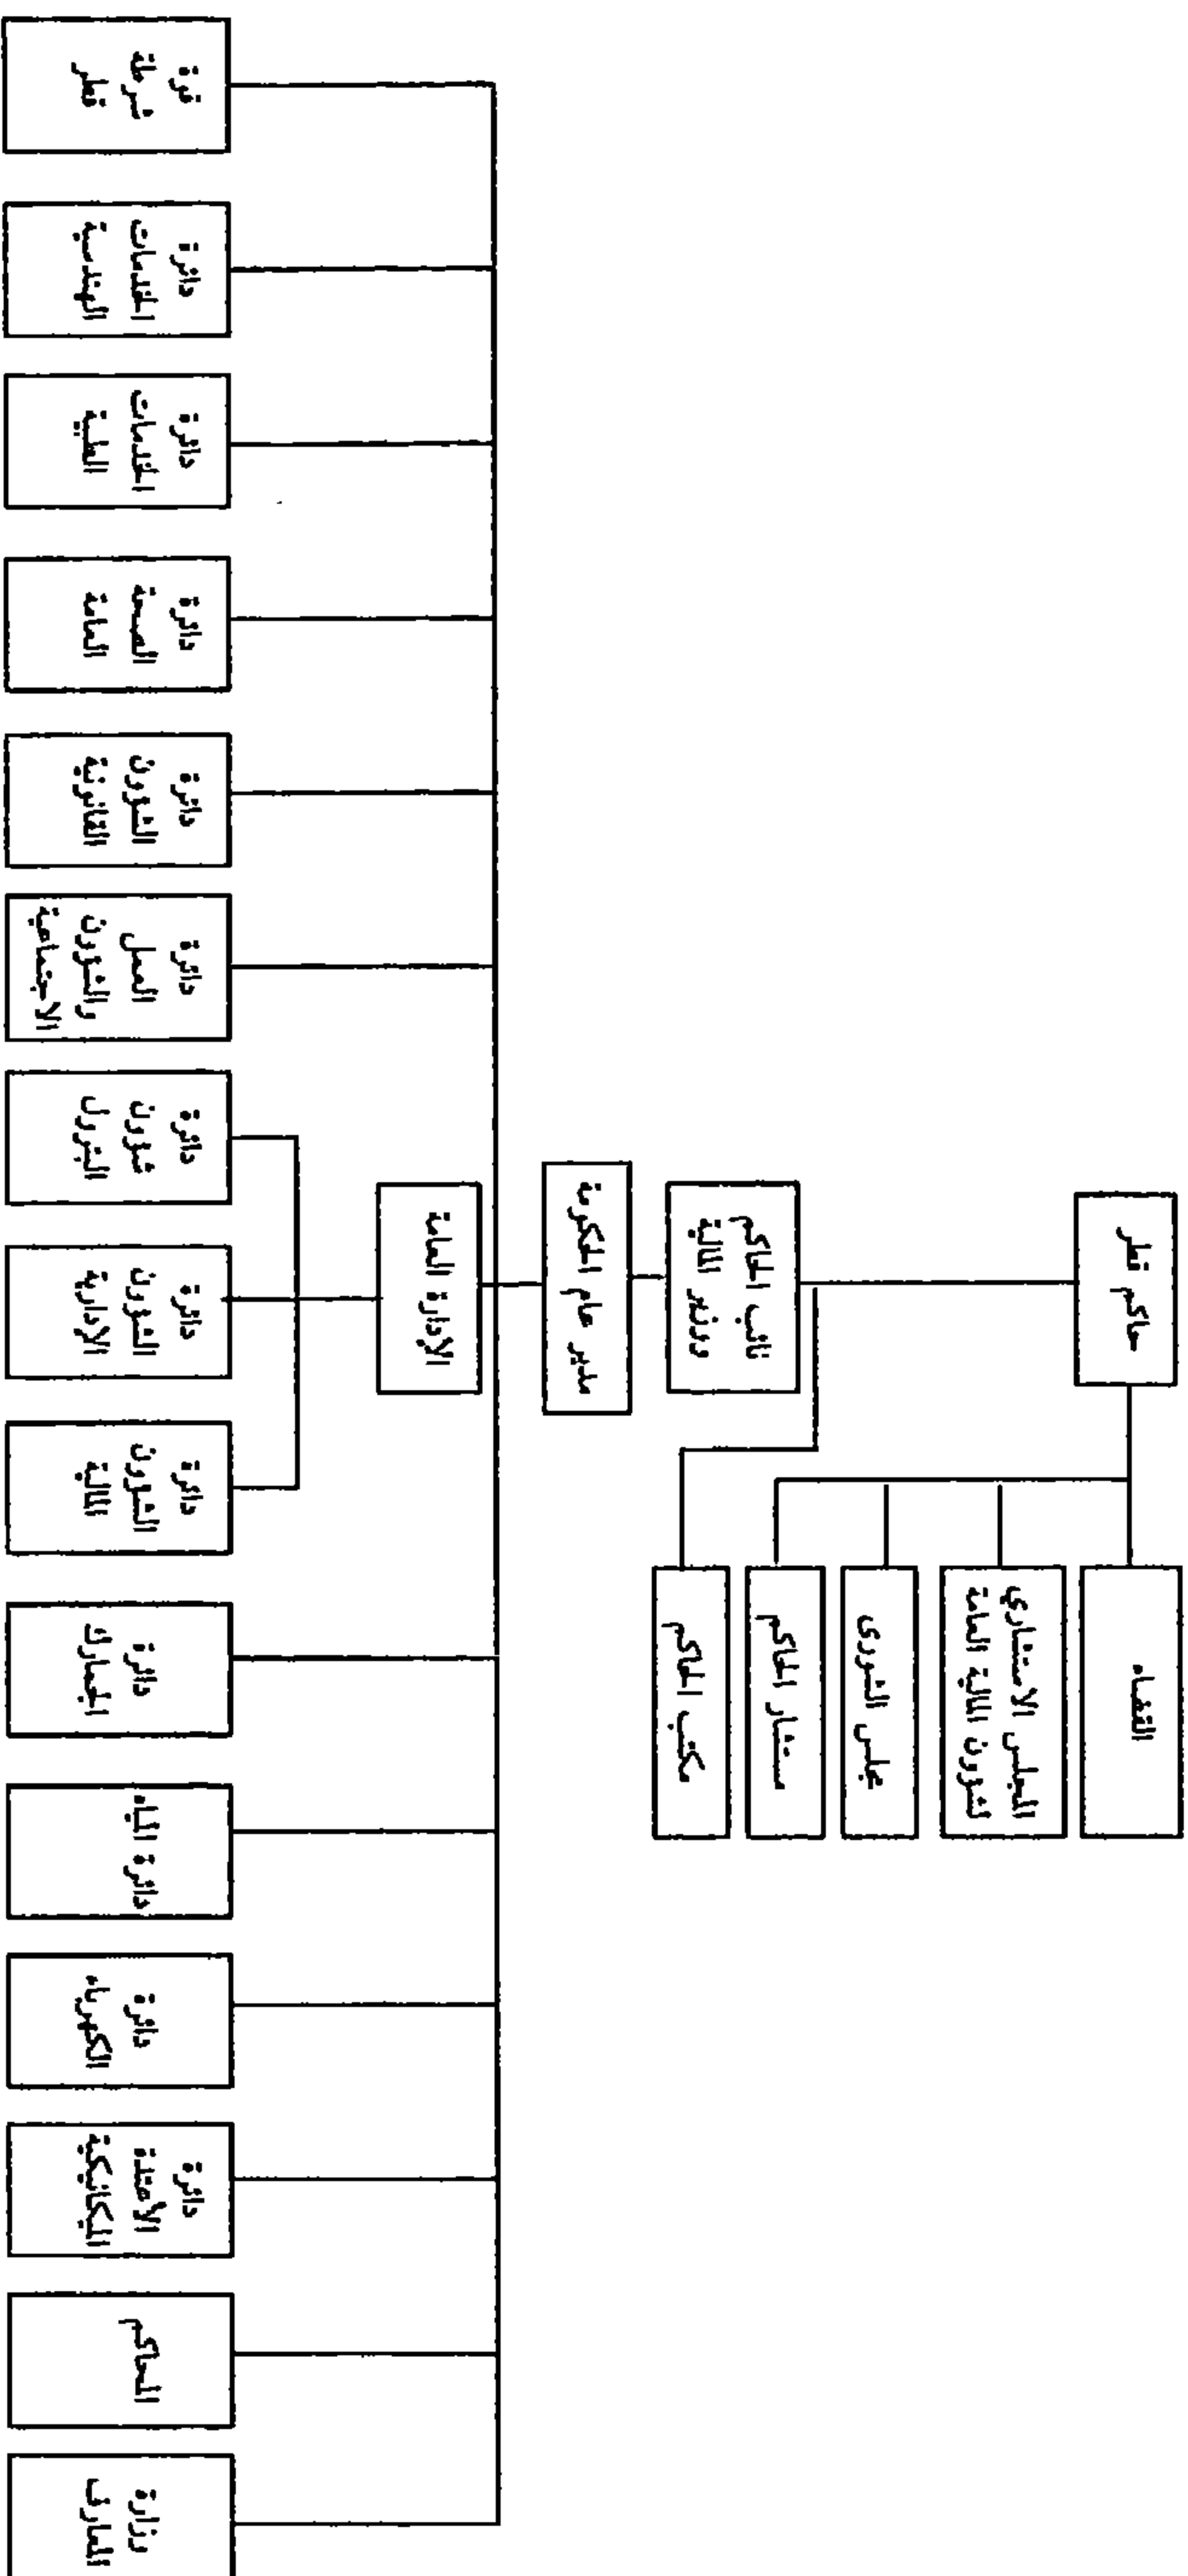 حاكم قطر
القضاء
المجلس الاستشاري
لشؤون المالية العامة
مجلس الشورى
مستشار الحاكم
مكتب الحاكم
نائب الحاكم
ووزير المالية
مدير عام الحكومة
الإدارة العامة
قوة
شرطة
قطر
دائرة
الخدمات
الهندسية
دائرة
الخدمات
الطبية
دائرة
الصحة
العامة
دائرة
الشؤون
القانونية
دائرة
العمل
والشؤون
الاجتماعية
دائرة
شؤون
البترول
دائرة
الشؤون
الإدارية
دائرة
الشؤون
المالية
دائرة
الجمارك
دائرة المياه
دائرة
الكهرباء
دائرة
الأعتدة
الميكانيكية
المحاكم
وزارة
المعارف